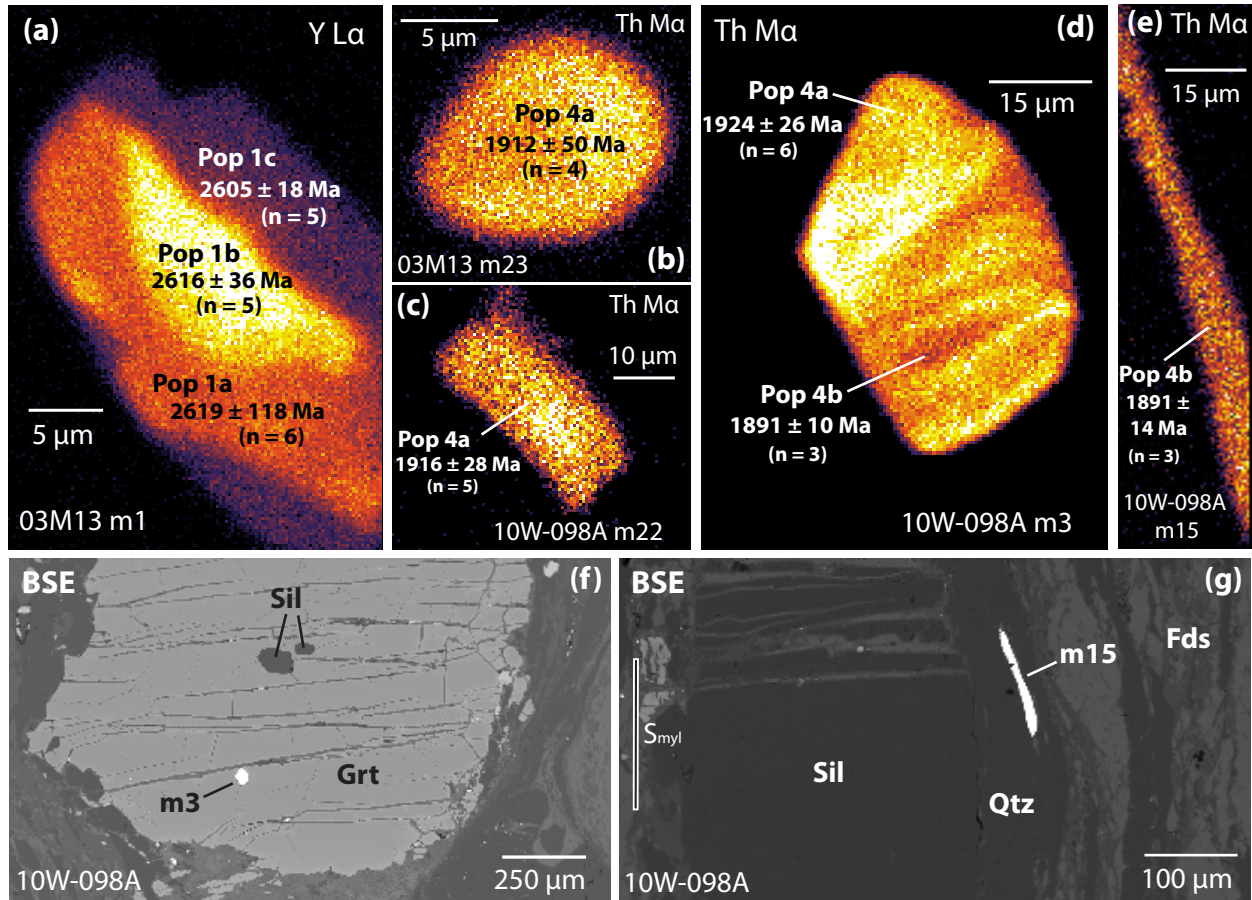 (a)
Y Lα
Pop 1c
2605 ± 18 Ma
(n = 5)
Pop 1b
2616 ± 36 Ma
(n = 5)
Pop 1a
2619 ± 118 Ma
(n = 6)
5 μm
03M13 m1
5 μm
Th Mα
Pop 4a
1912 ± 50 Ma
(n = 4)
03M13 m23
(b)
(c)
Th Mα
10 μm
Pop 4a
1916 ± 28 Ma
(n = 5)
10W-098A m22
Th Mα
(d)
15 μm
Pop 4a
1924 ± 26 Ma
(n = 6)
Pop 4b
1891 ± 10 Ma
(n = 3)
10W-098A m3
(e)
Th Mα
15 μm
Pop 4b
1891 ±
14 Ma
(n = 3)
10W-098A
m15
BSE
(f)
Sil
Grt
m3
10W-098A
250 μm
BSE
(g)
Fds
m15
Smyl
Sil
Qtz
10W-098A
100 μm